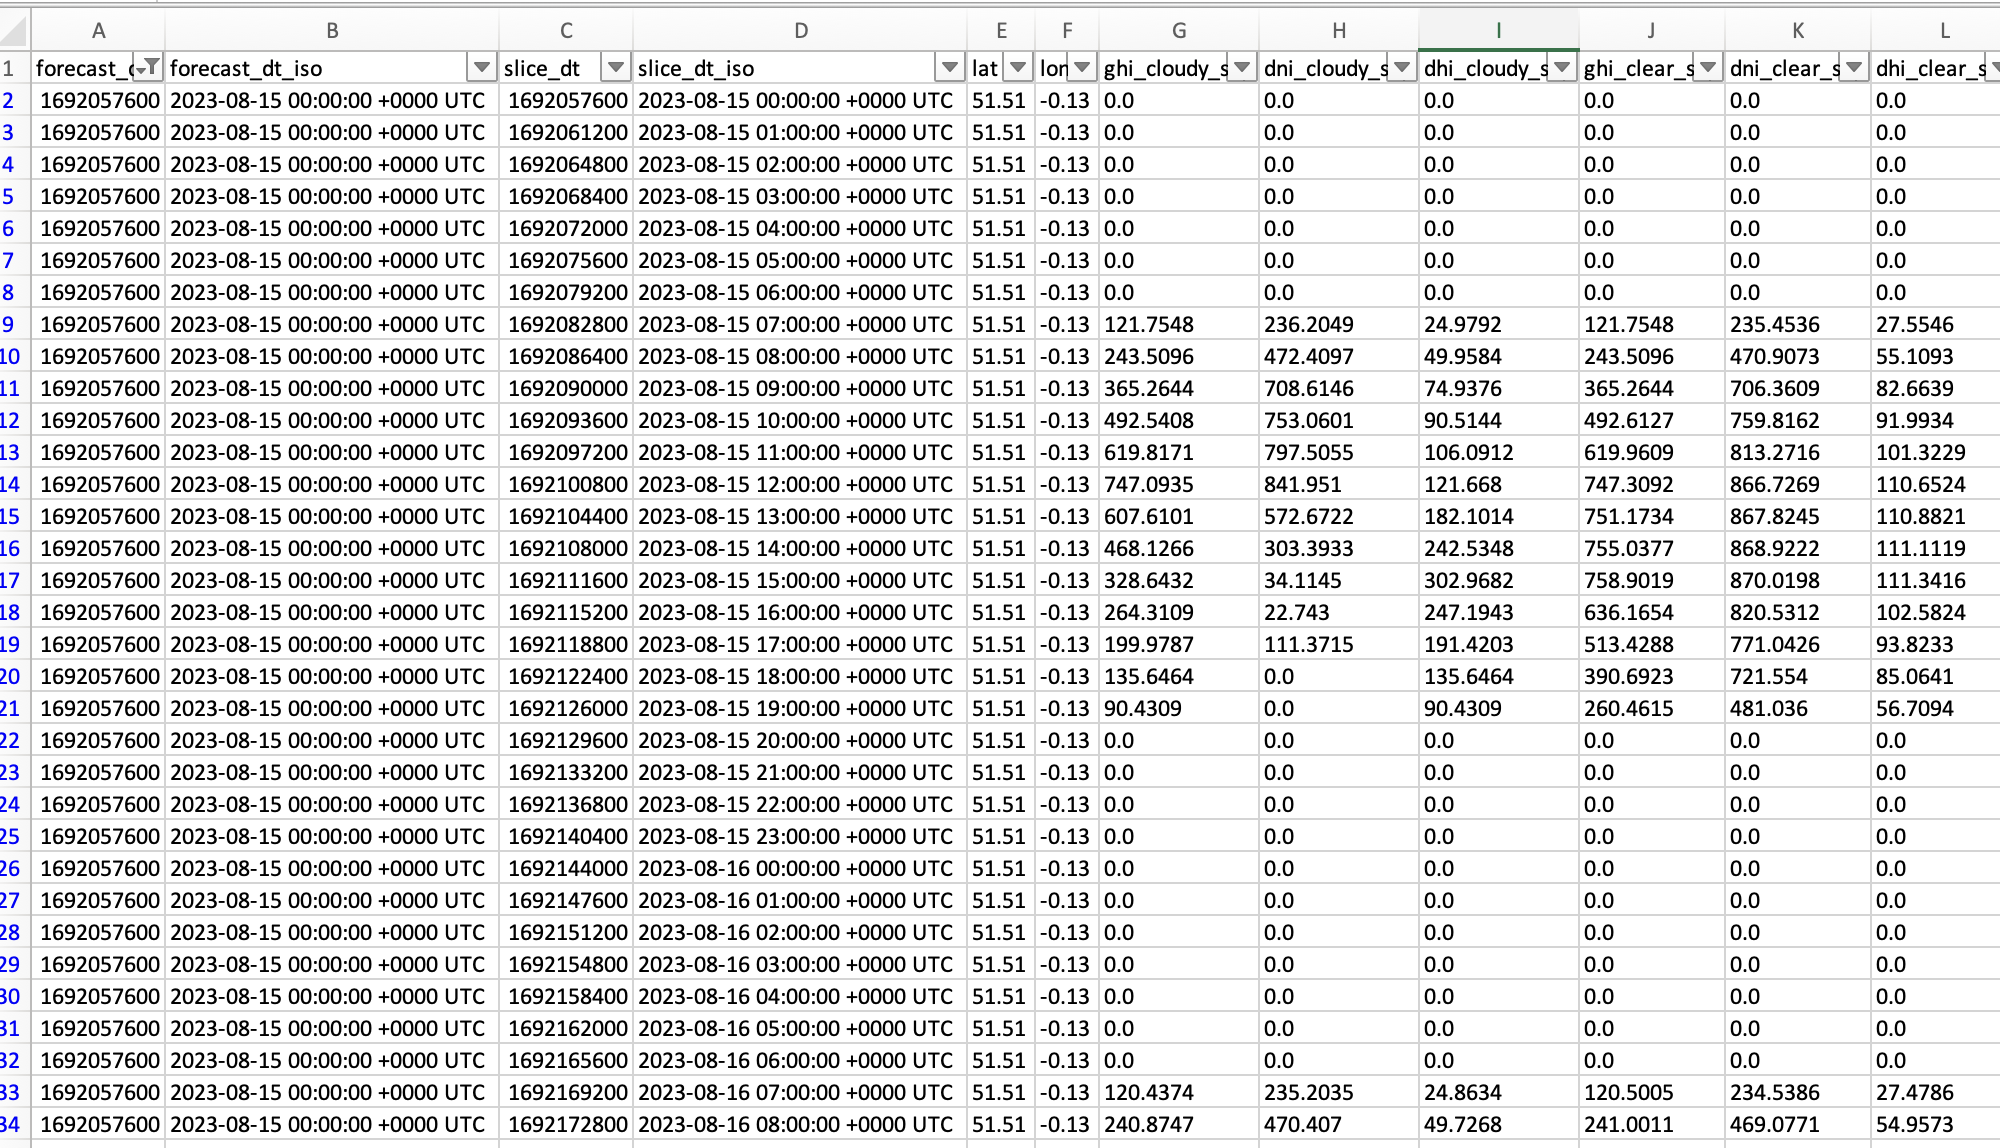 A B C D E F G H I J K L
1 forecast_d forecast_dt_iso slice_dt slice_dt_iso lat lon ghi_cloudy_s dni_cloudy_s dhi_cloudy_s ghi_clear_s dni_clear_s dhi_clear_s
2 1692057600 2023-08-15 00:00:00 +0000 UTC 1692057600 2023-08-15 00:00:00 +0000 UTC 51.51 -0.13 0.0 0.0 0.0 0.0 0.0 0.0
3 1692057600 2023-08-15 00:00:00 +0000 UTC 1692061200 2023-08-15 01:00:00 +0000 UTC 51.51 -0.13 0.0 0.0 0.0 0.0 0.0 0.0
4 1692057600 2023-08-15 00:00:00 +0000 UTC 1692064800 2023-08-15 02:00:00 +0000 UTC 51.51 -0.13 0.0 0.0 0.0 0.0 0.0 0.0
5 1692057600 2023-08-15 00:00:00 +0000 UTC 1692068400 2023-08-15 03:00:00 +0000 UTC 51.51 -0.13 0.0 0.0 0.0 0.0 0.0 0.0
6 1692057600 2023-08-15 00:00:00 +0000 UTC 1692072000 2023-08-15 04:00:00 +0000 UTC 51.51 -0.13 0.0 0.0 0.0 0.0 0.0 0.0
7 1692057600 2023-08-15 00:00:00 +0000 UTC 1692075600 2023-08-15 05:00:00 +0000 UTC 51.51 -0.13 0.0 0.0 0.0 0.0 0.0 0.0
8 1692057600 2023-08-15 00:00:00 +0000 UTC 1692079200 2023-08-15 06:00:00 +0000 UTC 51.51 -0.13 0.0 0.0 0.0 0.0 0.0 0.0
9 1692057600 2023-08-15 00:00:00 +0000 UTC 1692082800 2023-08-15 07:00:00 +0000 UTC 51.51 -0.13 121.7548 236.2049 24.9792 121.7548 235.4536 27.5546
10 1692057600 2023-08-15 00:00:00 +0000 UTC 1692086400 2023-08-15 08:00:00 +0000 UTC 51.51 -0.13 243.5096 472.4097 49.9584 243.5096 470.9073 55.1093
11 1692057600 2023-08-15 00:00:00 +0000 UTC 1692090000 2023-08-15 09:00:00 +0000 UTC 51.51 -0.13 365.2644 708.6146 74.9376 365.2644 706.3609 82.6639
12 1692057600 2023-08-15 00:00:00 +0000 UTC 1692093600 2023-08-15 10:00:00 +0000 UTC 51.51 -0.13 492.5408 753.0601 90.5144 492.6127 759.8162 91.9934
13 1692057600 2023-08-15 00:00:00 +0000 UTC 1692097200 2023-08-15 11:00:00 +0000 UTC 51.51 -0.13 619.8171 797.5055 106.0912 619.9609 813.2716 101.3229
14 1692057600 2023-08-15 00:00:00 +0000 UTC 1692100800 2023-08-15 12:00:00 +0000 UTC 51.51 -0.13 747.0935 841.951 121.668 747.3092 866.7269 110.6524
15 1692057600 2023-08-15 00:00:00 +0000 UTC 1692104400 2023-08-15 13:00:00 +0000 UTC 51.51 -0.13 607.6101 572.6722 182.1014 751.1734 867.8245 110.8821
16 1692057600 2023-08-15 00:00:00 +0000 UTC 1692108000 2023-08-15 14:00:00 +0000 UTC 51.51 -0.13 468.1266 303.3933 242.5348 755.0377 868.9222 111.1119
17 1692057600 2023-08-15 00:00:00 +0000 UTC 1692111600 2023-08-15 15:00:00 +0000 UTC 51.51 -0.13 328.6432 34.1145 302.9682 758.9019 870.0198 111.3416
18 1692057600 2023-08-15 00:00:00 +0000 UTC 1692115200 2023-08-15 16:00:00 +0000 UTC 51.51 -0.13 264.3109 22.743 247.1943 636.1654 820.5312 102.5824
19 1692057600 2023-08-15 00:00:00 +0000 UTC 1692118800 2023-08-15 17:00:00 +0000 UTC 51.51 -0.13 199.9787 111.3715 191.4203 513.4288 771.0426 93.8233
20 1692057600 2023-08-15 00:00:00 +0000 UTC 1692122400 2023-08-15 18:00:00 +0000 UTC 51.51 -0.13 135.6464 0.0 135.6464 390.6923 721.554 85.0641
21 1692057600 2023-08-15 00:00:00 +0000 UTC 1692126000 2023-08-15 19:00:00 +0000 UTC 51.51 -0.13 90.4309 0.0 90.4309 260.4615 481.036 56.7094
22 1692057600 2023-08-15 00:00:00 +0000 UTC 1692129600 2023-08-15 20:00:00 +0000 UTC 51.51 -0.13 0.0 0.0 0.0 0.0 0.0 0.0
23 1692057600 2023-08-15 00:00:00 +0000 UTC 1692133200 2023-08-15 21:00:00 +0000 UTC 51.51 -0.13 0.0 0.0 0.0 0.0 0.0 0.0
24 1692057600 2023-08-15 00:00:00 +0000 UTC 1692136800 2023-08-15 22:00:00 +0000 UTC 51.51 -0.13 0.0 0.0 0.0 0.0 0.0 0.0
25 1692057600 2023-08-15 00:00:00 +0000 UTC 1692140400 2023-08-15 23:00:00 +0000 UTC 51.51 -0.13 0.0 0.0 0.0 0.0 0.0 0.0
26 1692057600 2023-08-15 00:00:00 +0000 UTC 1692144000 2023-08-16 00:00:00 +0000 UTC 51.51 -0.13 0.0 0.0 0.0 0.0 0.0 0.0
27 1692057600 2023-08-15 00:00:00 +0000 UTC 1692147600 2023-08-16 01:00:00 +0000 UTC 51.51 -0.13 0.0 0.0 0.0 0.0 0.0 0.0
28 1692057600 2023-08-15 00:00:00 +0000 UTC 1692151200 2023-08-16 02:00:00 +0000 UTC 51.51 -0.13 0.0 0.0 0.0 0.0 0.0 0.0
29 1692057600 2023-08-15 00:00:00 +0000 UTC 1692154800 2023-08-16 03:00:00 +0000 UTC 51.51 -0.13 0.0 0.0 0.0 0.0 0.0 0.0
30 1692057600 2023-08-15 00:00:00 +0000 UTC 1692158400 2023-08-16 04:00:00 +0000 UTC 51.51 -0.13 0.0 0.0 0.0 0.0 0.0 0.0
31 1692057600 2023-08-15 00:00:00 +0000 UTC 1692162000 2023-08-16 05:00:00 +0000 UTC 51.51 -0.13 0.0 0.0 0.0 0.0 0.0 0.0
32 1692057600 2023-08-15 00:00:00 +0000 UTC 1692165600 2023-08-16 06:00:00 +0000 UTC 51.51 -0.13 0.0 0.0 0.0 0.0 0.0 0.0
33 1692057600 2023-08-15 00:00:00 +0000 UTC 1692169200 2023-08-16 07:00:00 +0000 UTC 51.51 -0.13 120.4374 235.2035 24.8634 120.5005 234.5386 27.4786
34 1692057600 2023-08-15 00:00:00 +0000 UTC 1692172800 2023-08-16 08:00:00 +0000 UTC 51.51 -0.13 240.8747 470.407 49.7268 241.0011 469.0771 54.9573